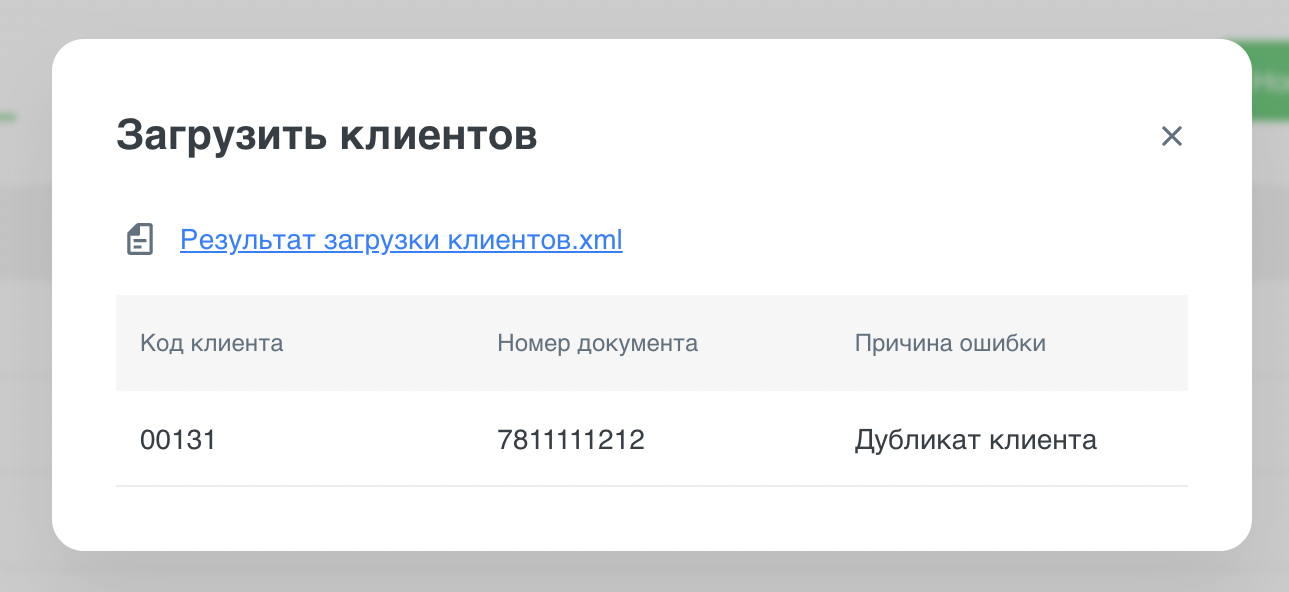 Загрузить клиентов
Результат загрузки клиентов.xml
Код клиента Номер документа Причина ошибки
00131 7811111212 Дубликат клиента